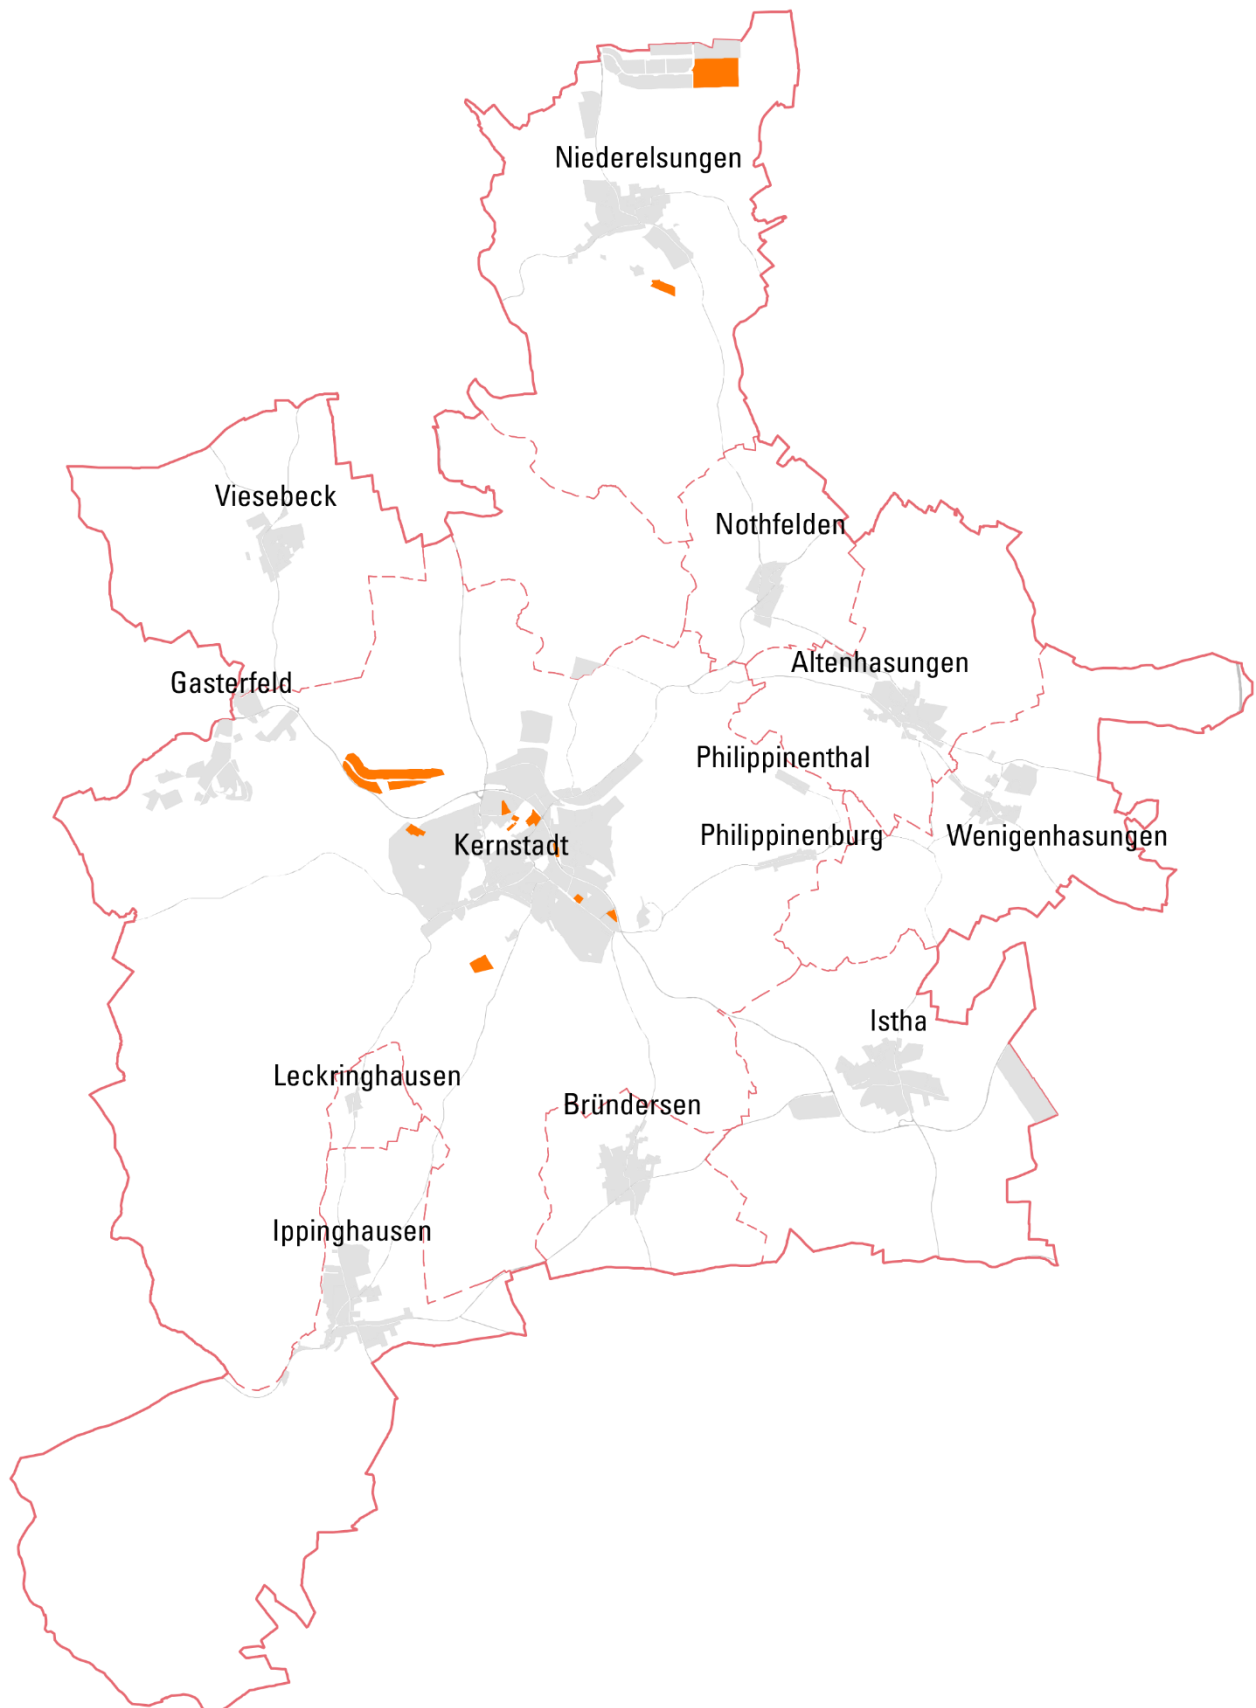 Niederelsungen
Viesebeck
Nothfelden
Altenhasungen
Gasterfeld
Philippinenthal
Philippinenburg
Wenigenhasungen
Kernstadt
Istha
Leckringhausen
Bründersen
Ippinghausen